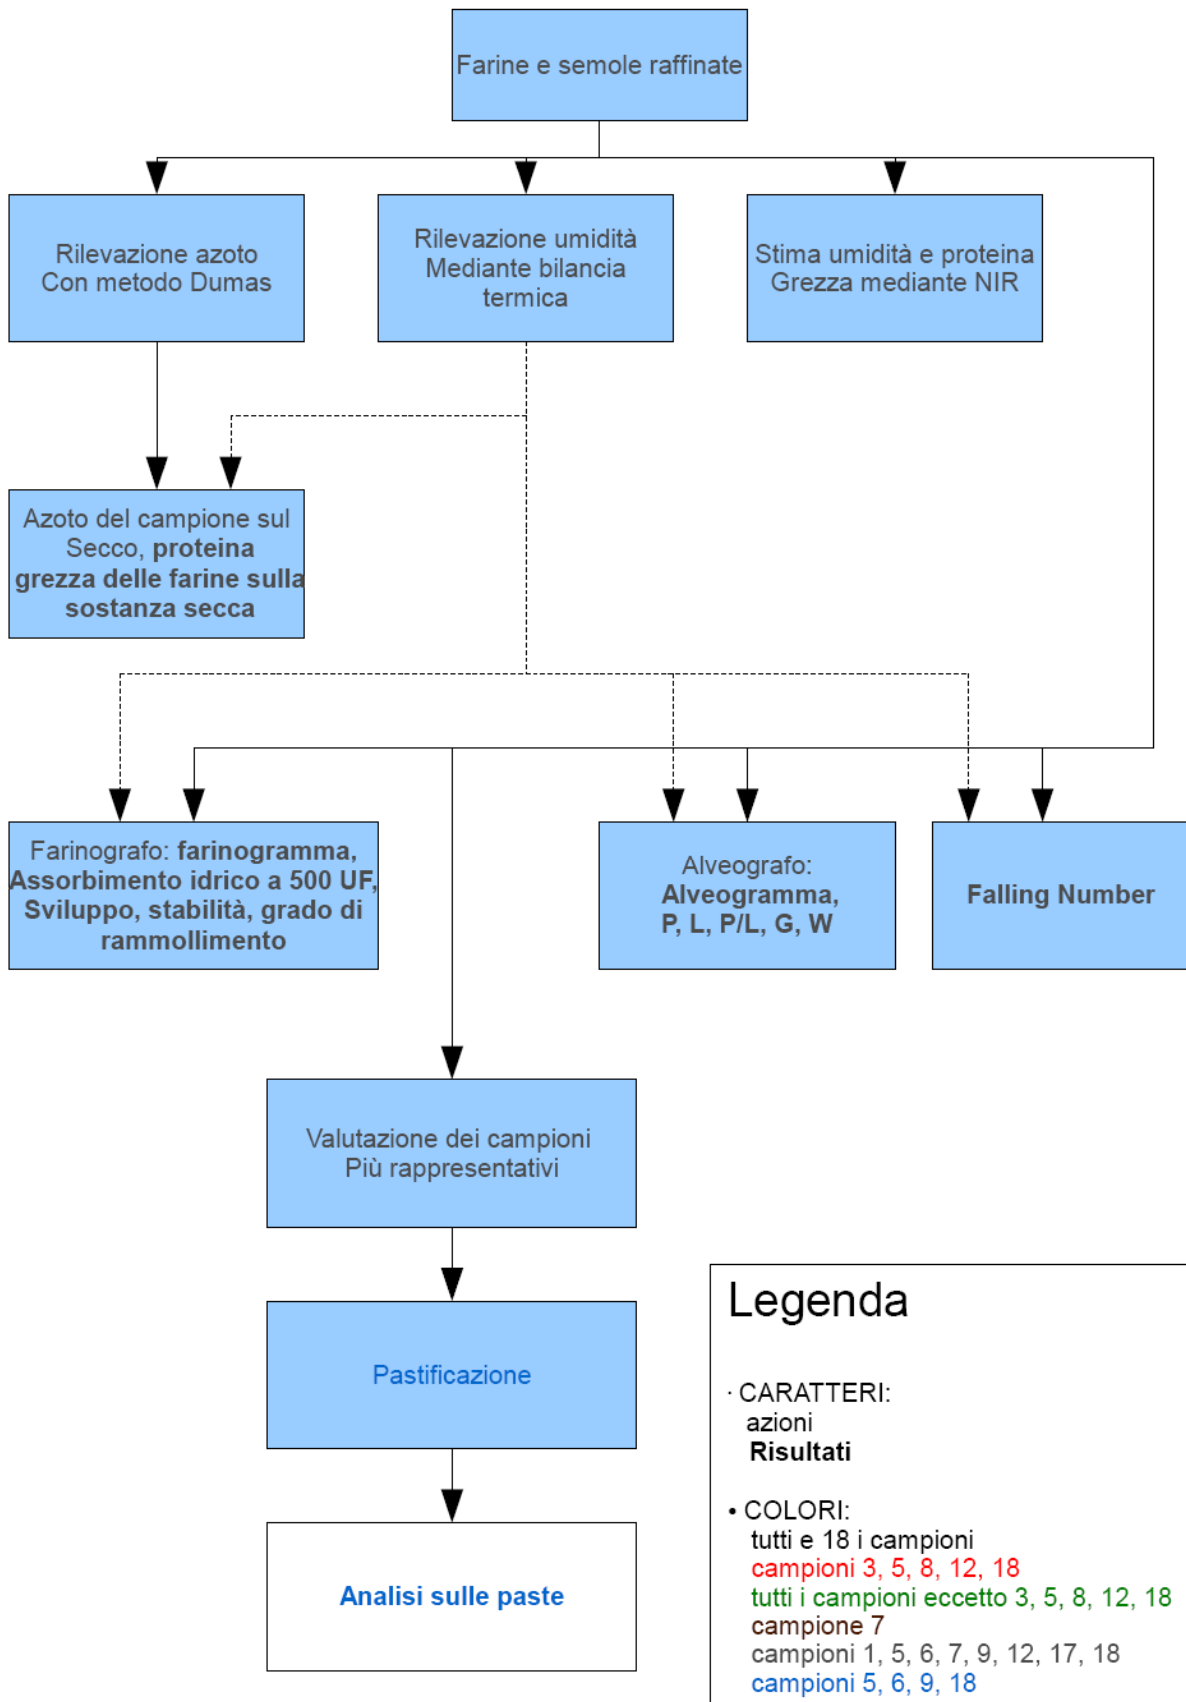 Farine e semole raffinate
Rilevazione azoto
Con metodo Dumas
Rilevazione umidità
Mediante bilancia
termica
Stima umidità e proteina
Grezza mediante NIR
Azoto del campione sul
Secco, proteina
grezza delle farine sulla
sostanza secca
Farinografo: farinogramma,
Assorbimento idrico a 500 UF,
Sviluppo, stabilità, grado di
rammollimento
Alveografo:
Alveogramma,
P, L, P/L, G, W
Falling Number
Valutazione dei campioni
Più rappresentativi
Pastificazione
Analisi sulle paste
Legenda
· CARATTERI:
azioni
Risultati
• COLORI:
tutti e 18 i campioni
campioni 3, 5, 8, 12, 18
tutti i campioni eccetto 3, 5, 8, 12, 18
campione 7
campioni 1, 5, 6, 7, 9, 12, 17, 18
campioni 5, 6, 9, 18